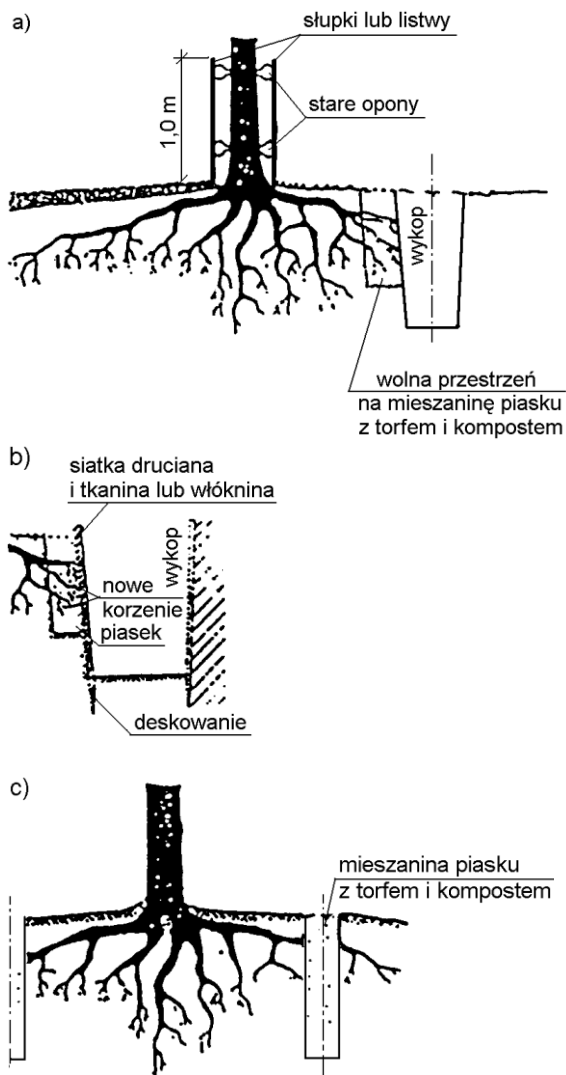 a)
słupki lub listwy
stare opony
1,0 m
wykop
wolna przestrzeń
na mieszaninę piasku
z torfem i kompostem
b)
siatka druciana
i tkanina lub włóknina
wykop
nowe
korzenie
piasek
deskowanie
c)
mieszanina piasku
z torfem i kompostem